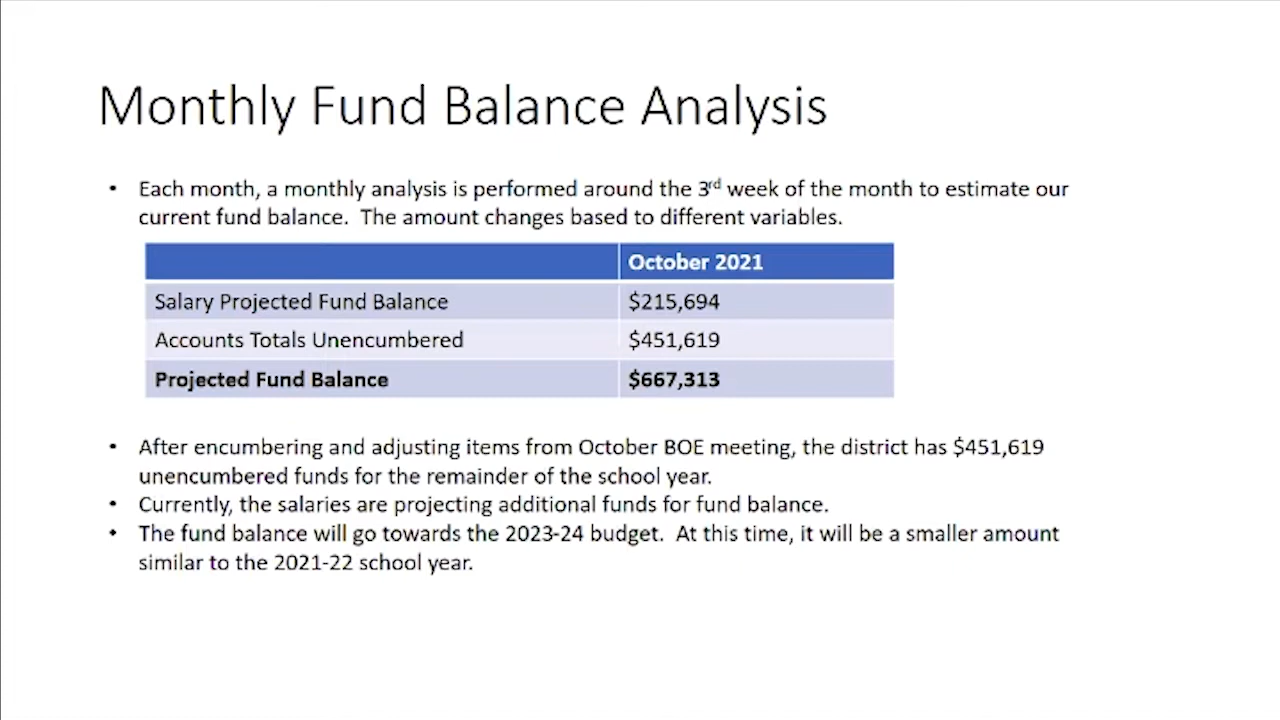 Monthly Fund Balance Analysis
• Each month, a monthly analysis is performed around the 3rd week of the month to estimate our
current fund balance.  The amount changes based to different variables.
October 2021
Salary Projected Fund Balance $215,694
Accounts Totals Unencumbered $451,619
Projected Fund Balance $667,313
• After encumbering and adjusting items from October BOE meeting, the district has $451,619
unencumbered funds for the remainder of the school year.
• Currently, the salaries are projecting additional funds for fund balance.
• The fund balance will go towards the 2023-24 budget.  At this time, it will be a smaller amount
similar to the 2021-22 school year.